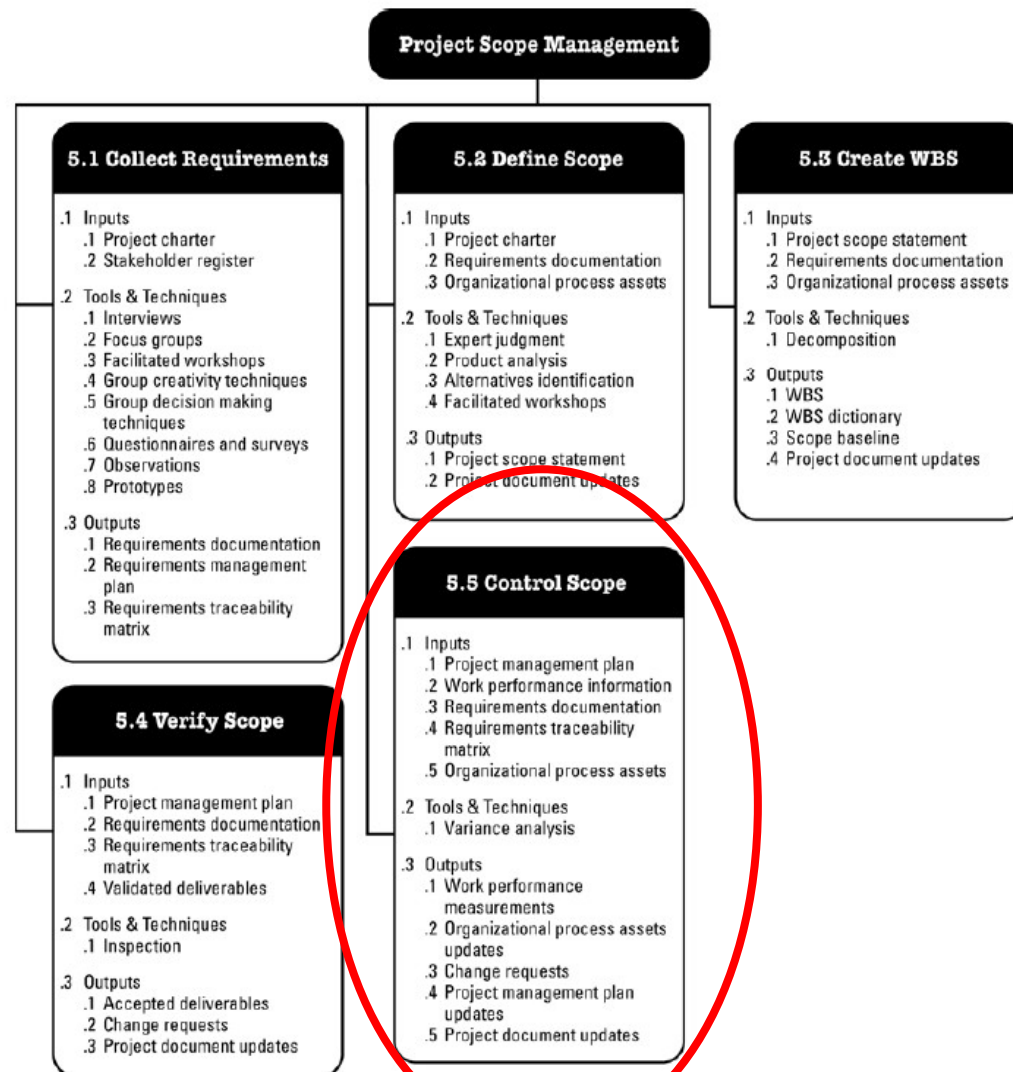 Project Scope Management
5.1 Collect Requirements
.1 Inputs
.1 Project charter
.2 Stakeholder register
.2 Tools & Techniques
.1 Interviews
.2 Focus groups
.3 Facilitated workshops
.4 Group creativity techniques
.5 Group decision making
techniques
.6 Questionnaires and surveys
.7 Observations
.8 Prototypes
.3 Outputs
.1 Requirements documentation
.2 Requirements management
plan
.3 Requirements traceability
matrix
5.2 Define Scope
.1 Inputs
.1 Project charter
.2 Requirements documentation
.3 Organizational process assets
.2 Tools & Techniques
.1 Expert judgment
.2 Product analysis
.3 Alternatives identification
.4 Facilitated workshops
.3 Outputs
.1 Project scope statement
.2 Project document updates
5.3 Create WBS
.1 Inputs
.1 Project scope statement
.2 Requirements documentation
.3 Organizational process assets
.2 Tools & Techniques
.1 Decomposition
.3 Outputs
.1 WBS
.2 WBS dictionary
.3 Scope baseline
.4 Project document updates
5.4 Verify Scope
.1 Inputs
.1 Project management plan
.2 Requirements documentation
.3 Requirements traceability
matrix
.4 Validated deliverables
.2 Tools & Techniques
.1 Inspection
.3 Outputs
.1 Accepted deliverables
.2 Change requests
.3 Project document updates
5.5 Control Scope
.1 Inputs
.1 Project management plan
.2 Work performance information
.3 Requirements documentation
.4 Requirements traceability
matrix
.5 Organizational process assets
.2 Tools & Techniques
.1 Variance analysis
.3 Outputs
.1 Work performance
measurements
.2 Organizational process assets
updates
.3 Change requests
.4 Project management plan
updates
.5 Project document updates